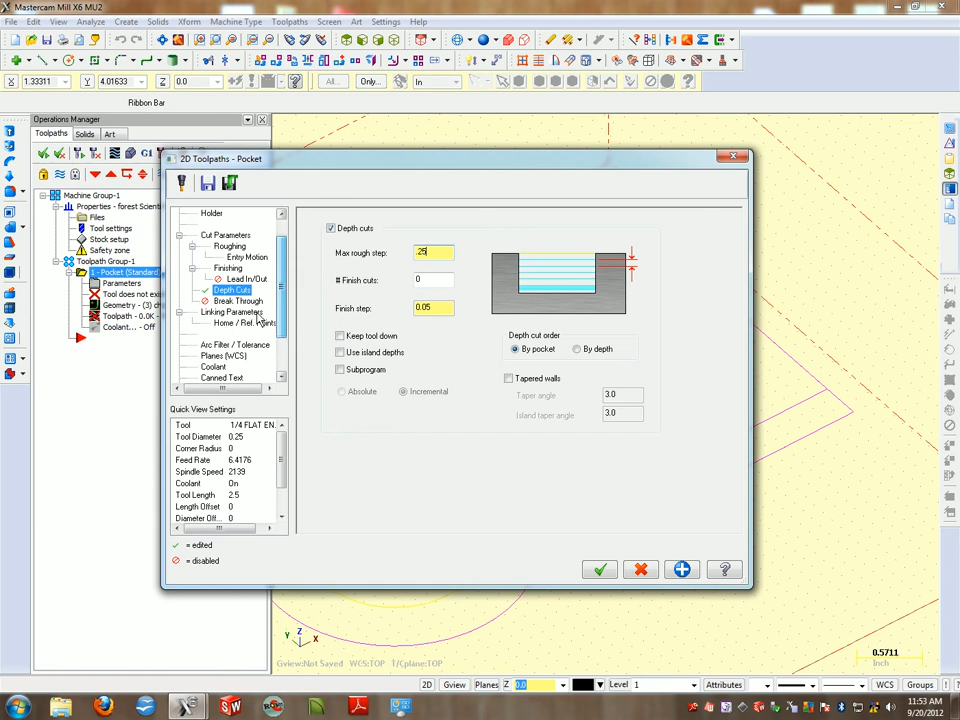 Mastercam Mill X6 MU2
File Edit View Analyze Create Solids Xform Machine Type Toolpaths Screen Art Settings Help
X 1.33311 Y 4.01633 Z 0.0 All... Only... In
Ribbon Bar
Operations Manager
Toolpaths Solids Art
G1
Machine Group-1
Properties - forest Scienti
Files
Tool settings
Stock setup
Safety zone
Toolpath Group-1
1 - Pocket (Standard
Parameters
Tool does not exis
Geometry - (3) ch
Toolpath - 0.0K -
Coolant... - Off
2D Toolpaths - Pocket
Holder
Cut Parameters
Roughing
Entry Motion
Finishing
Lead In/Out
Depth Cuts
Break Through
Linking Parameters
Home / Ref. Points
Arc Filter / Tolerance
Planes (WCS)
Coolant
Canned Text
Quick View Settings
Tool 1/4 FLAT EN...
Tool Diameter 0.25
Corner Radius 0
Feed Rate 6.4176
Spindle Speed 2139
Coolant On
Tool Length 2.5
Length Offset 0
Diameter Off... 0
= edited
= disabled
Depth cuts
Max rough step: .25
# Finish cuts: 0
Finish step: 0.05
Keep tool down
Use island depths
Subprogram
Absolute Incremental
Depth cut order
By pocket By depth
Tapered walls
Taper angle 3.0
Island taper angle 3.0
Y Z X
Gview:Not Saved WCS:TOP T/Cplane:TOP
0.5711
Inch
2D Gview Planes Z 0.0 Level 1 Attributes WCS Groups ?
11:53 AM
9/20/2012